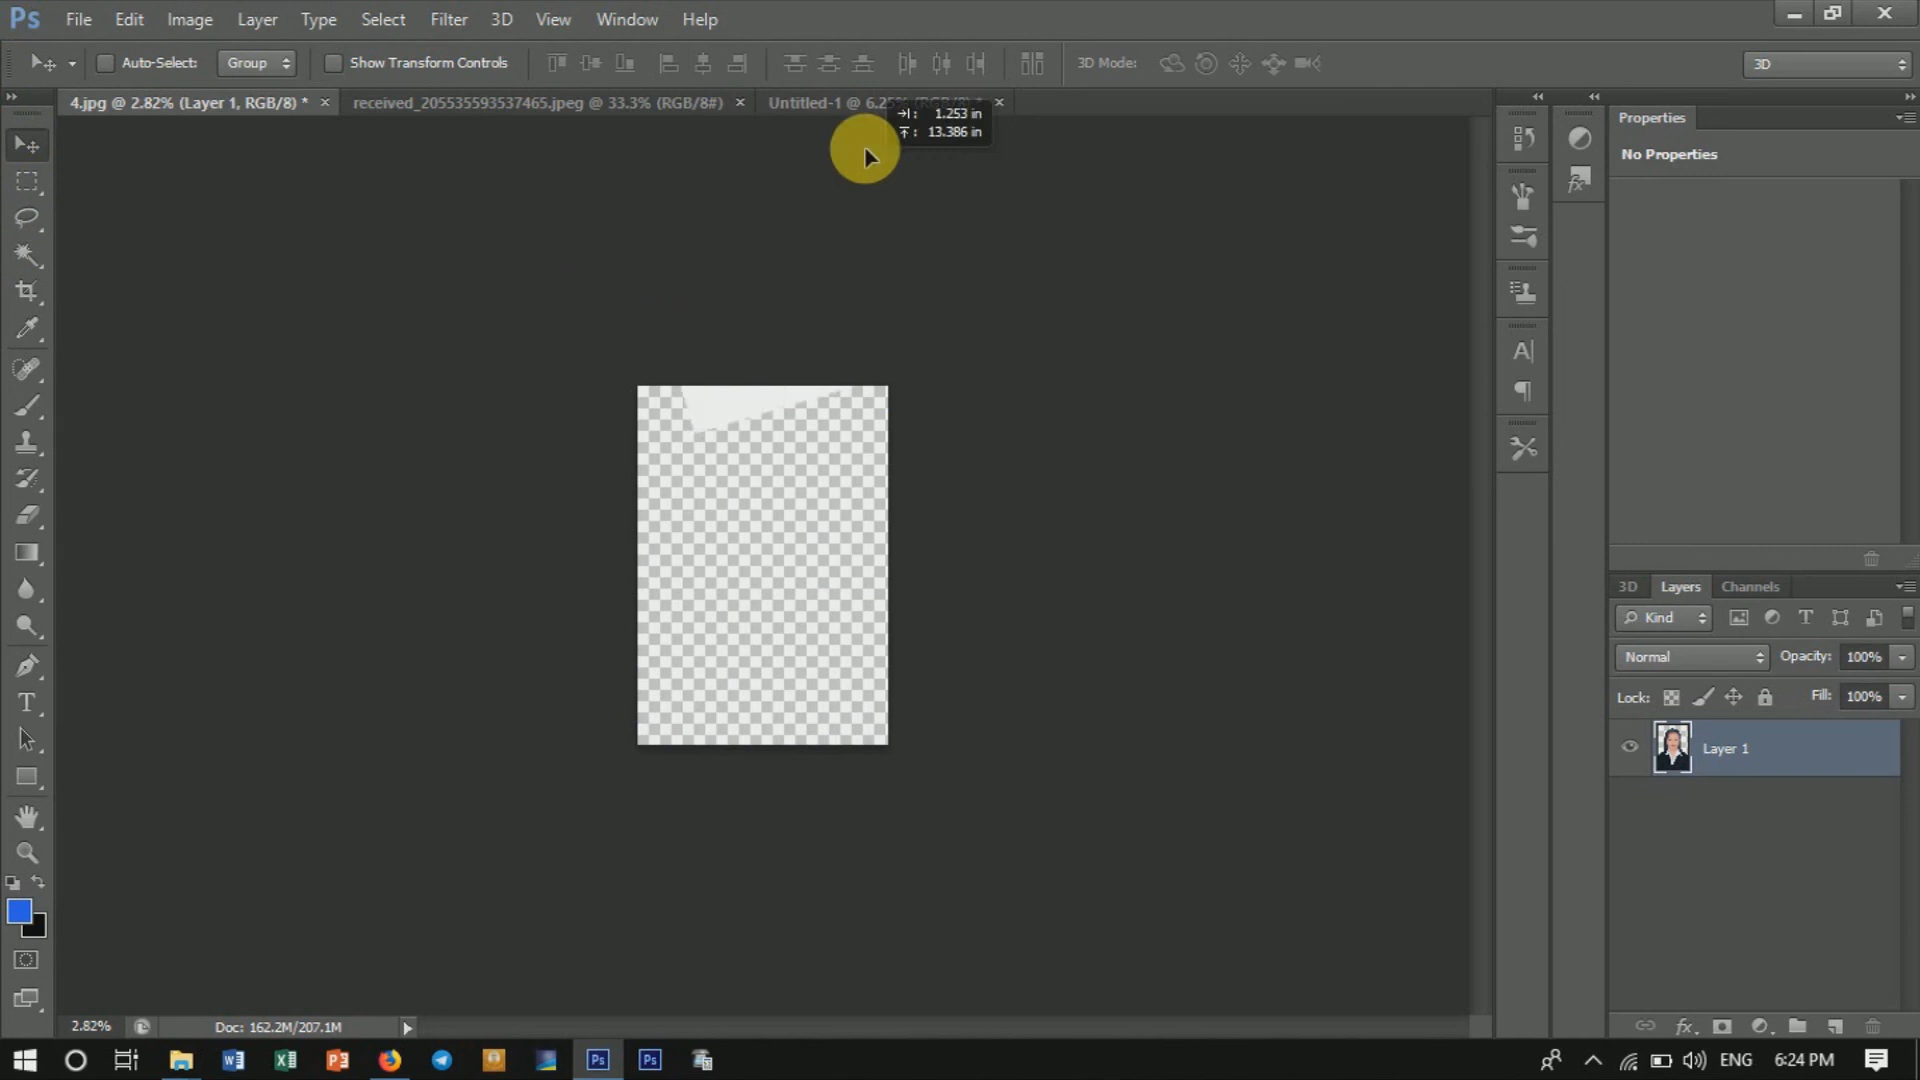 Ps File Edit Image Layer Type Select Filter 3D View Window Help
Auto-Select: Group Show Transform Controls 3D Mode: 3D
4.jpg @ 2.82% (Layer 1, RGB/8) * × received_205535593537465.jpeg @ 33.3% (RGB/8#) × Untitled-1 @ 6.25% (RGB/8) * ×
1.253 in
13.386 in
Properties
No Properties
3D Layers Channels
Kind
Normal Opacity: 100%
Lock: Fill: 100%
Layer 1
2.82% Doc: 162.2M/207.1M
ENG 6:24 PM